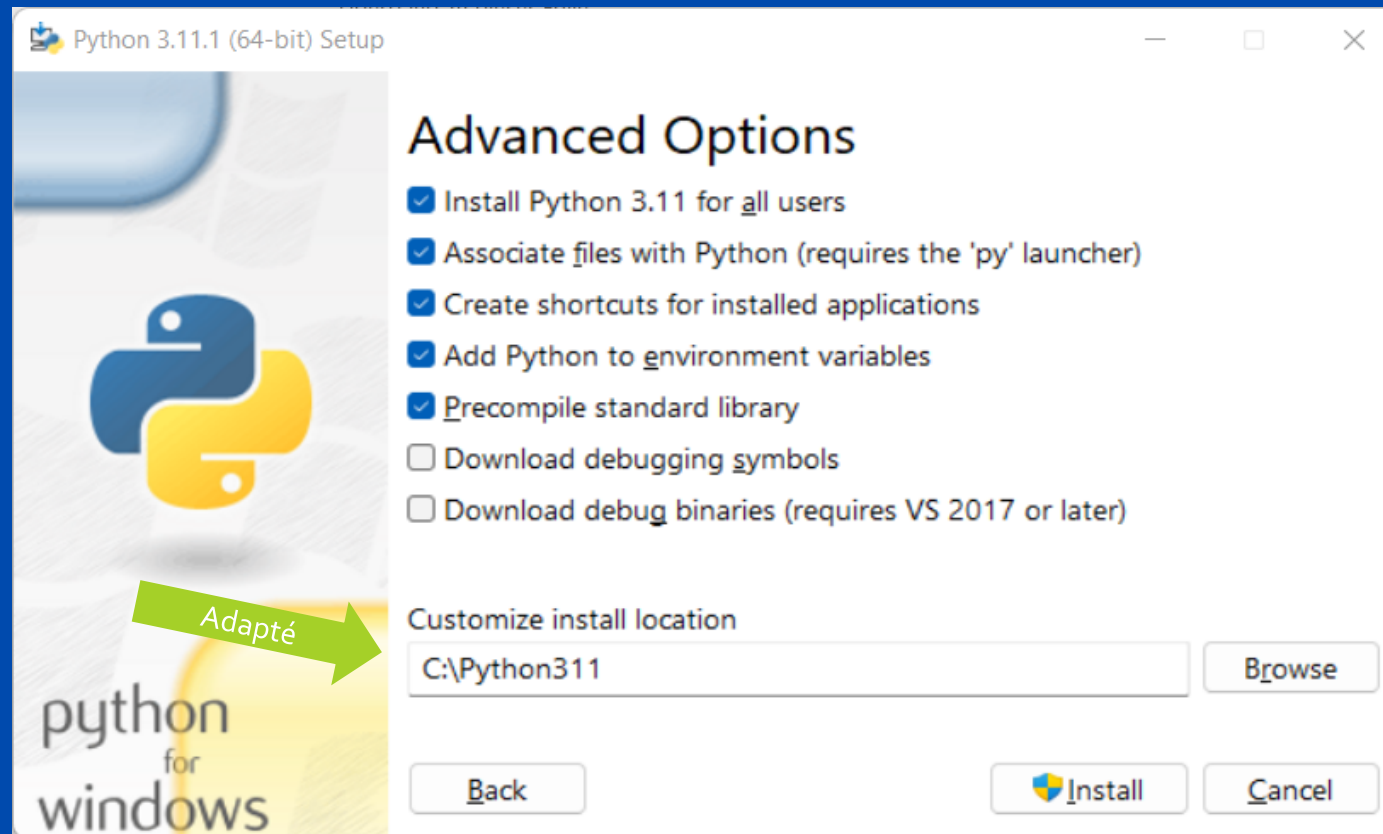 Python 3.11.1 (64-bit) Setup
Advanced Options
Install Python 3.11 for all users
Associate files with Python (requires the 'py' launcher)
Create shortcuts for installed applications
Add Python to environment variables
Precompile standard library
Download debugging symbols
Download debug binaries (requires VS 2017 or later)
Adapté
Customize install location
C:\Python311
Browse
python
for
windows
Back
Install
Cancel